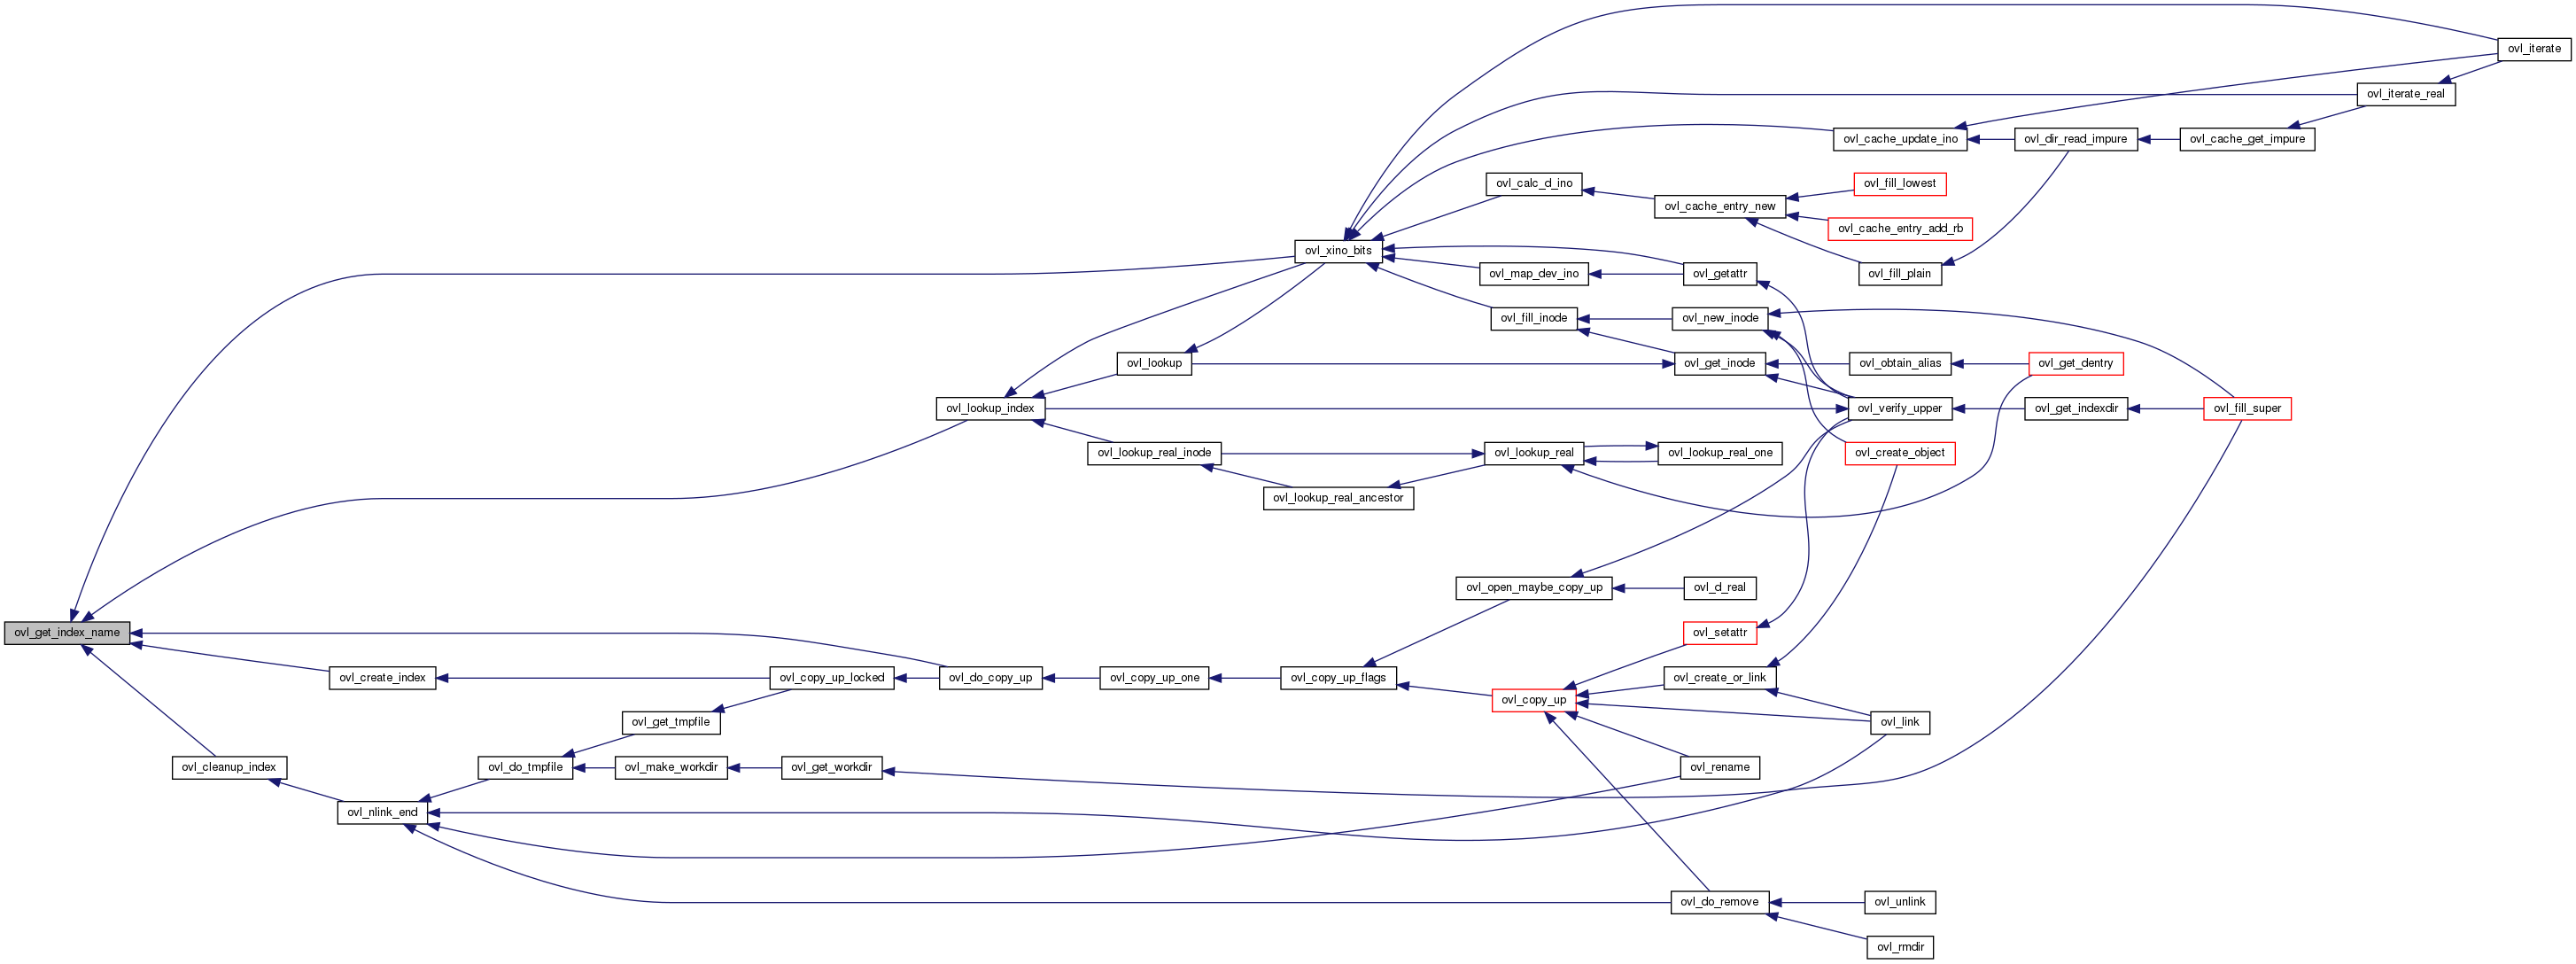 ovl_iterate
ovl_iterate_real
ovl_cache_update_ino
ovl_dir_read_impure
ovl_cache_get_impure
ovl_calc_d_ino
ovl_fill_lowest
ovl_cache_entry_new
ovl_cache_entry_add_rb
ovl_xino_bits
ovl_map_dev_ino
ovl_getattr
ovl_fill_plain
ovl_fill_inode
ovl_new_inode
ovl_lookup
ovl_get_inode
ovl_obtain_alias
ovl_get_dentry
ovl_lookup_index
ovl_verify_upper
ovl_get_indexdir
ovl_fill_super
ovl_lookup_real_inode
ovl_lookup_real
ovl_lookup_real_one
ovl_create_object
ovl_lookup_real_ancestor
ovl_open_maybe_copy_up
ovl_d_real
ovl_get_index_name
ovl_setattr
ovl_create_index
ovl_copy_up_locked
ovl_do_copy_up
ovl_copy_up_one
ovl_copy_up_flags
ovl_create_or_link
ovl_copy_up
ovl_get_tmpfile
ovl_link
ovl_cleanup_index
ovl_do_tmpfile
ovl_make_workdir
ovl_get_workdir
ovl_rename
ovl_nlink_end
ovl_do_remove
ovl_unlink
ovl_rmdir